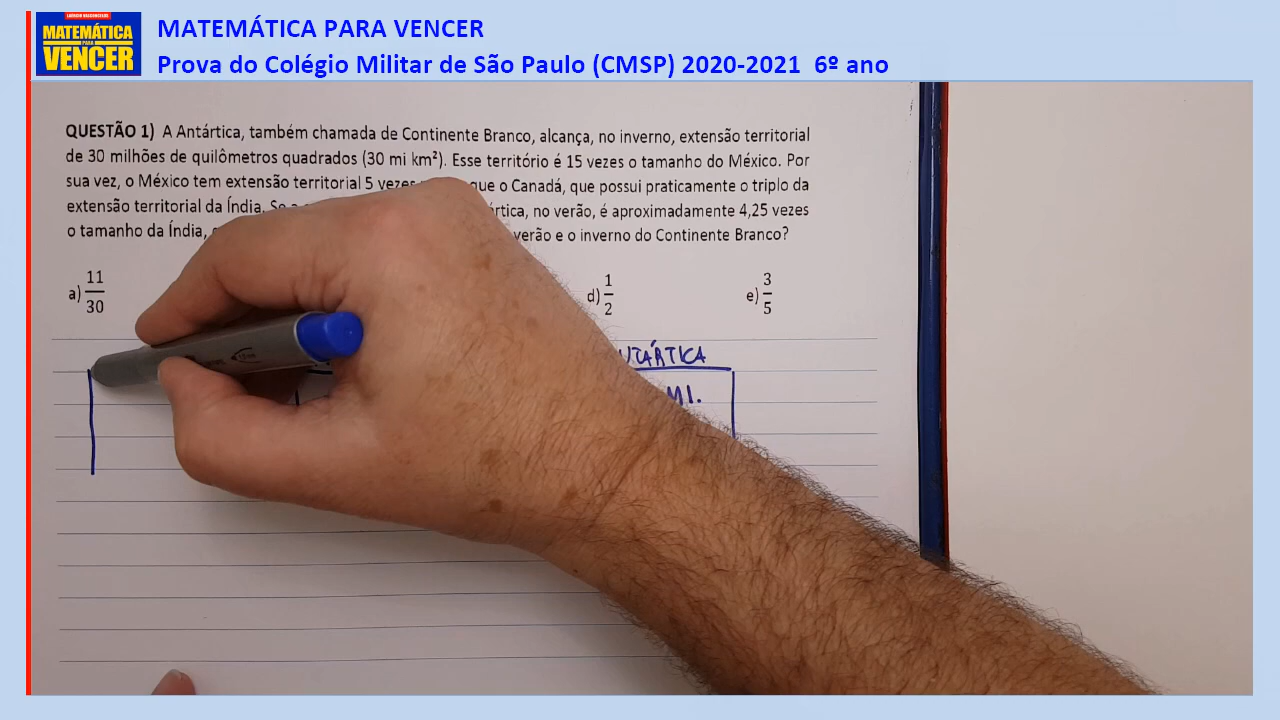 LAÉRCIO VASCONCELOS
MATEMÁTICA
PARA
VENCER
MATEMÁTICA PARA VENCER
Prova do Colégio Militar de São Paulo (CMSP) 2020-2021 6º ano
QUESTÃO 1) A Antártica, também chamada de Continente Branco, alcança, no inverno, extensão territorial
de 30 milhões de quilômetros quadrados (30 mi km²). Esse território é 15 vezes o tamanho do México. Por
sua vez, o México tem extensão territorial 5 vezes que o Canadá, que possui praticamente o triplo da
extensão territorial da Índia. Se a no verão, é aproximadamente 4,25 vezes
o tamanho da Índia, verão e o inverno do Continente Branco?
a) 11/30 d) 1/2 e) 3/5
MI.